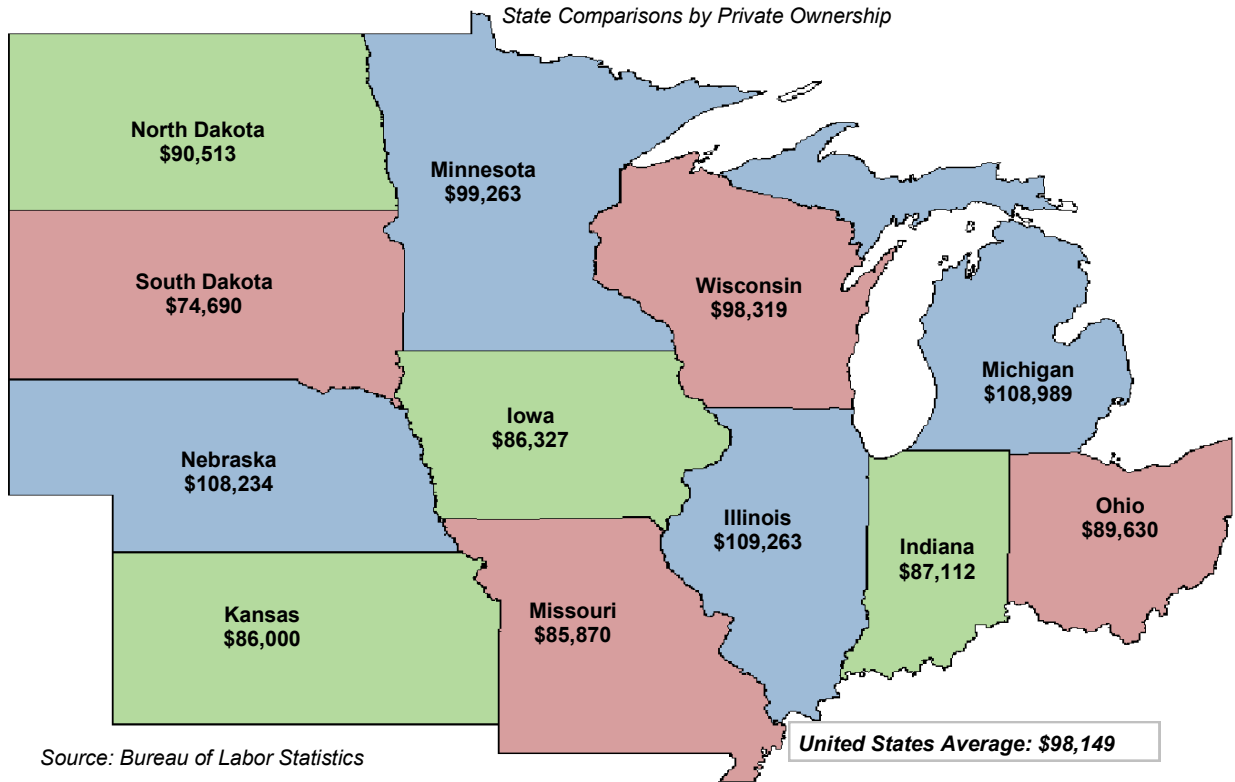 State Comparisons by Private Ownership
North Dakota
$90,513
Minnesota
$99,263
South Dakota
$74,690
Wisconsin
$98,319
Michigan
$108,989
Iowa
$86,327
Nebraska
$108,234
Illinois
$109,263
Ohio
$89,630
Indiana
$87,112
Kansas
$86,000
Missouri
$85,870
United States Average: $98,149
Source: Bureau of Labor Statistics